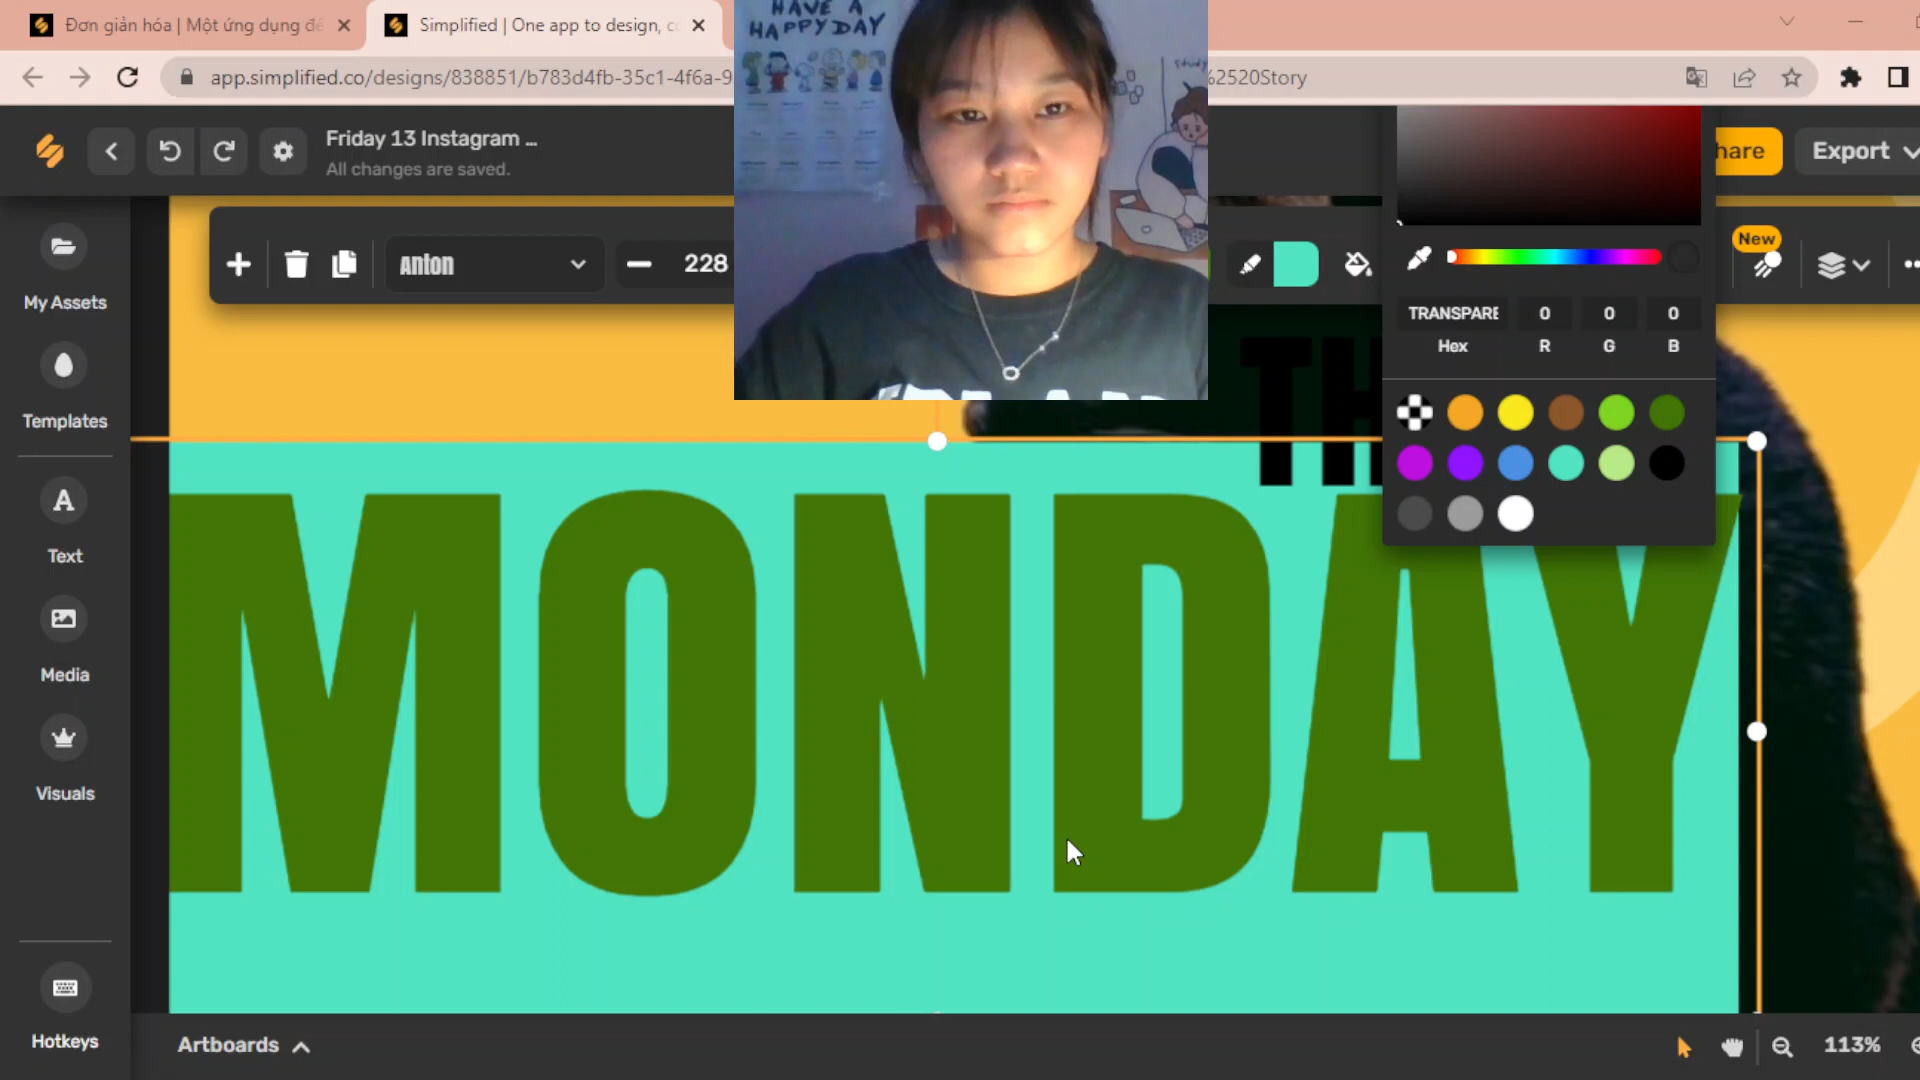 Đơn giản hóa | Một ứng dụng để
Simplified | One app to design, c
app.simplified.co/designs/838851/b783d4fb-35c1-4f6a-9
%2520Story
HAVE A
HAPPY DAY
Study
Friday 13 Instagram ...
All changes are saved.
hare
Export
My Assets
Templates
Text
Media
Visuals
Hotkeys
Anton
228
New
TRANSPARE 0 0 0
Hex R G B
TH
MONDAY
Artboards
113%